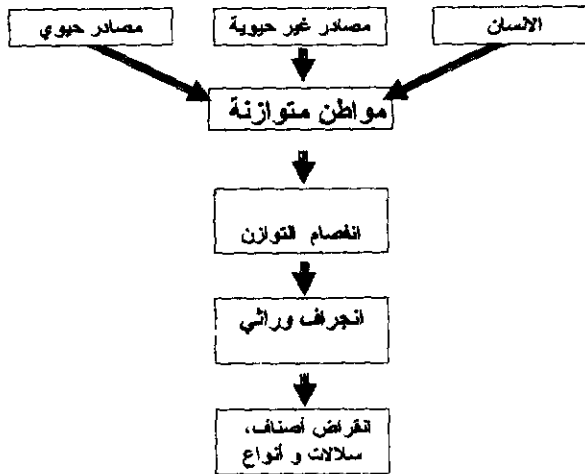 الانسان
مصادر غير حيوية
مصادر حيوي
مواطن متوازنة
انفصام التوازن
انجراف وراثي
انقراض أصناف،
سلالات و أنواع